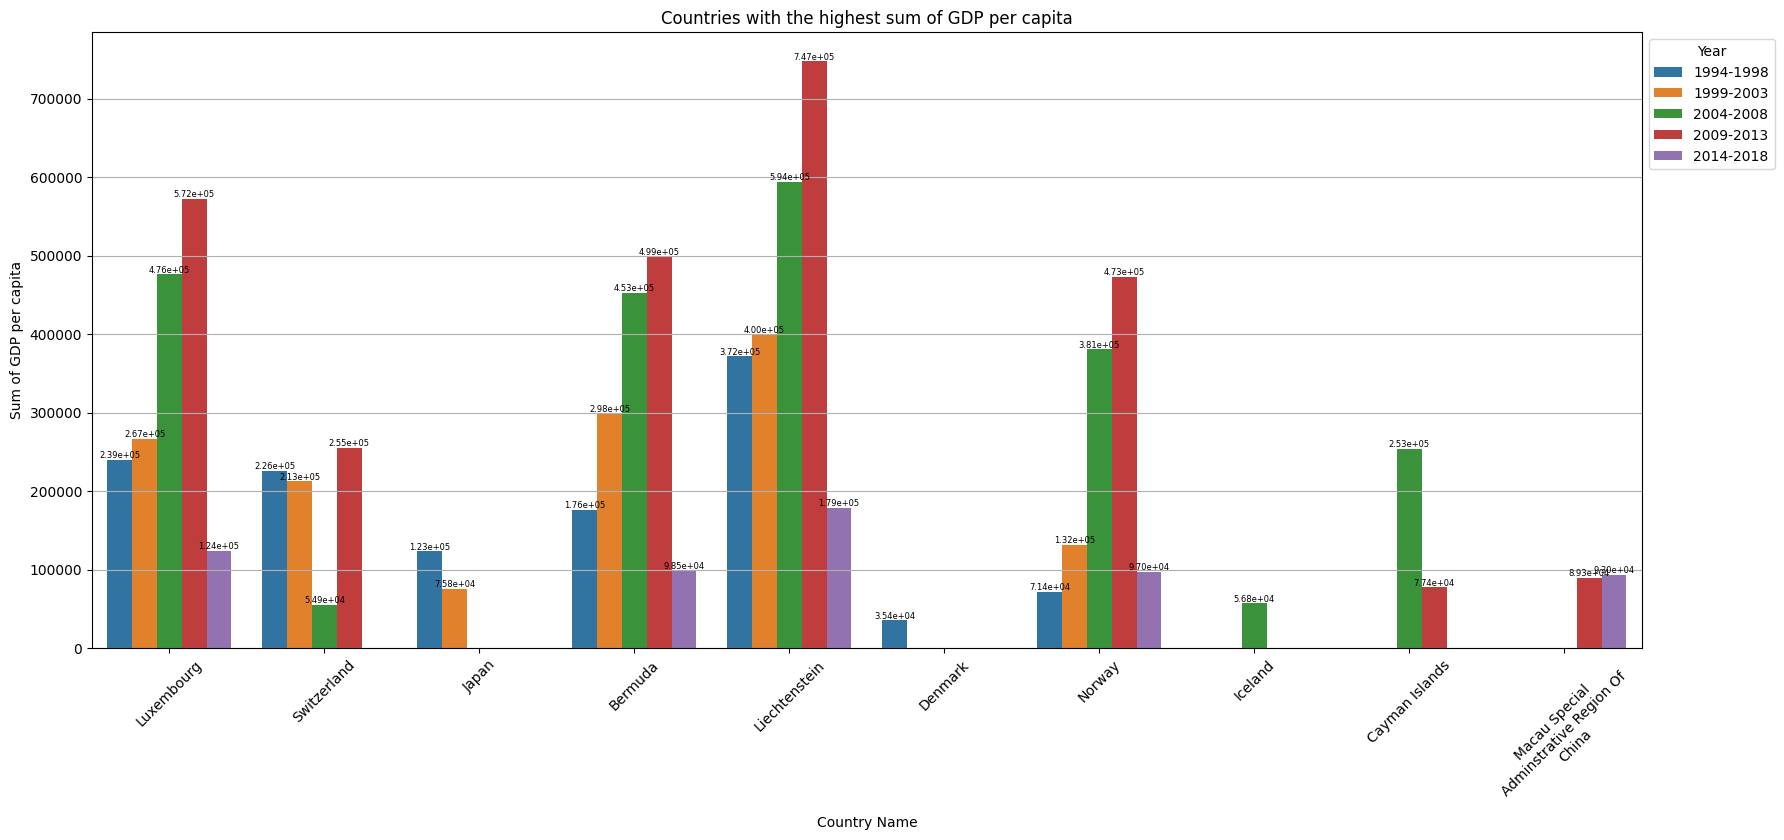 Countries with the highest sum of GDP per capita
Sum of GDP per capita
700000
600000
500000
400000
300000
200000
100000
0
2.39e+05
2.67e+05
4.76e+05
5.72e+05
1.24e+05
2.26e+05
2.13e+05
5.49e+04
2.55e+05
1.23e+05
7.58e+04
1.76e+05
2.98e+05
4.53e+05
4.99e+05
9.85e+04
3.72e+05
4.00e+05
5.94e+05
7.47e+05
1.79e+05
3.54e+04
7.14e+04
1.32e+05
3.81e+05
4.73e+05
9.70e+04
5.68e+04
2.53e+05
7.74e+04
8.93e+04
9.30e+04
Luxembourg
Switzerland
Japan
Bermuda
Liechtenstein
Denmark
Norway
Iceland
Cayman Islands
Macau Special
Adminstrative Region Of
China
Country Name
Year
1994-1998
1999-2003
2004-2008
2009-2013
2014-2018